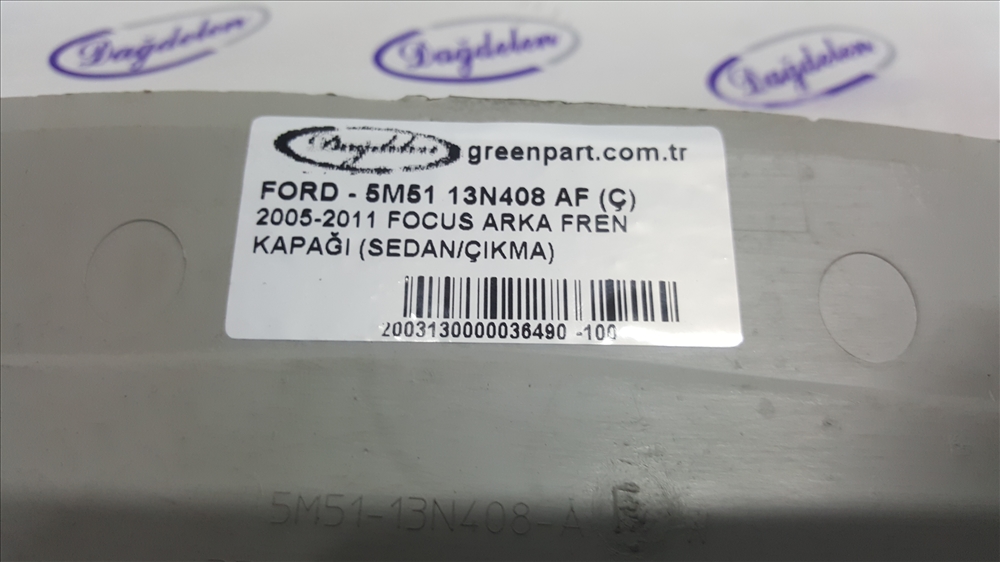 Dağdelen Dağdelen Dağdelen
Dağdelen greenpart.com.tr
FORD - 5M51 13N408 AF (Ç)
2005-2011 FOCUS ARKA FREN
KAPAĞI (SEDAN/ÇIKMA)
2003130000036490 -100
5M51-13N408-A